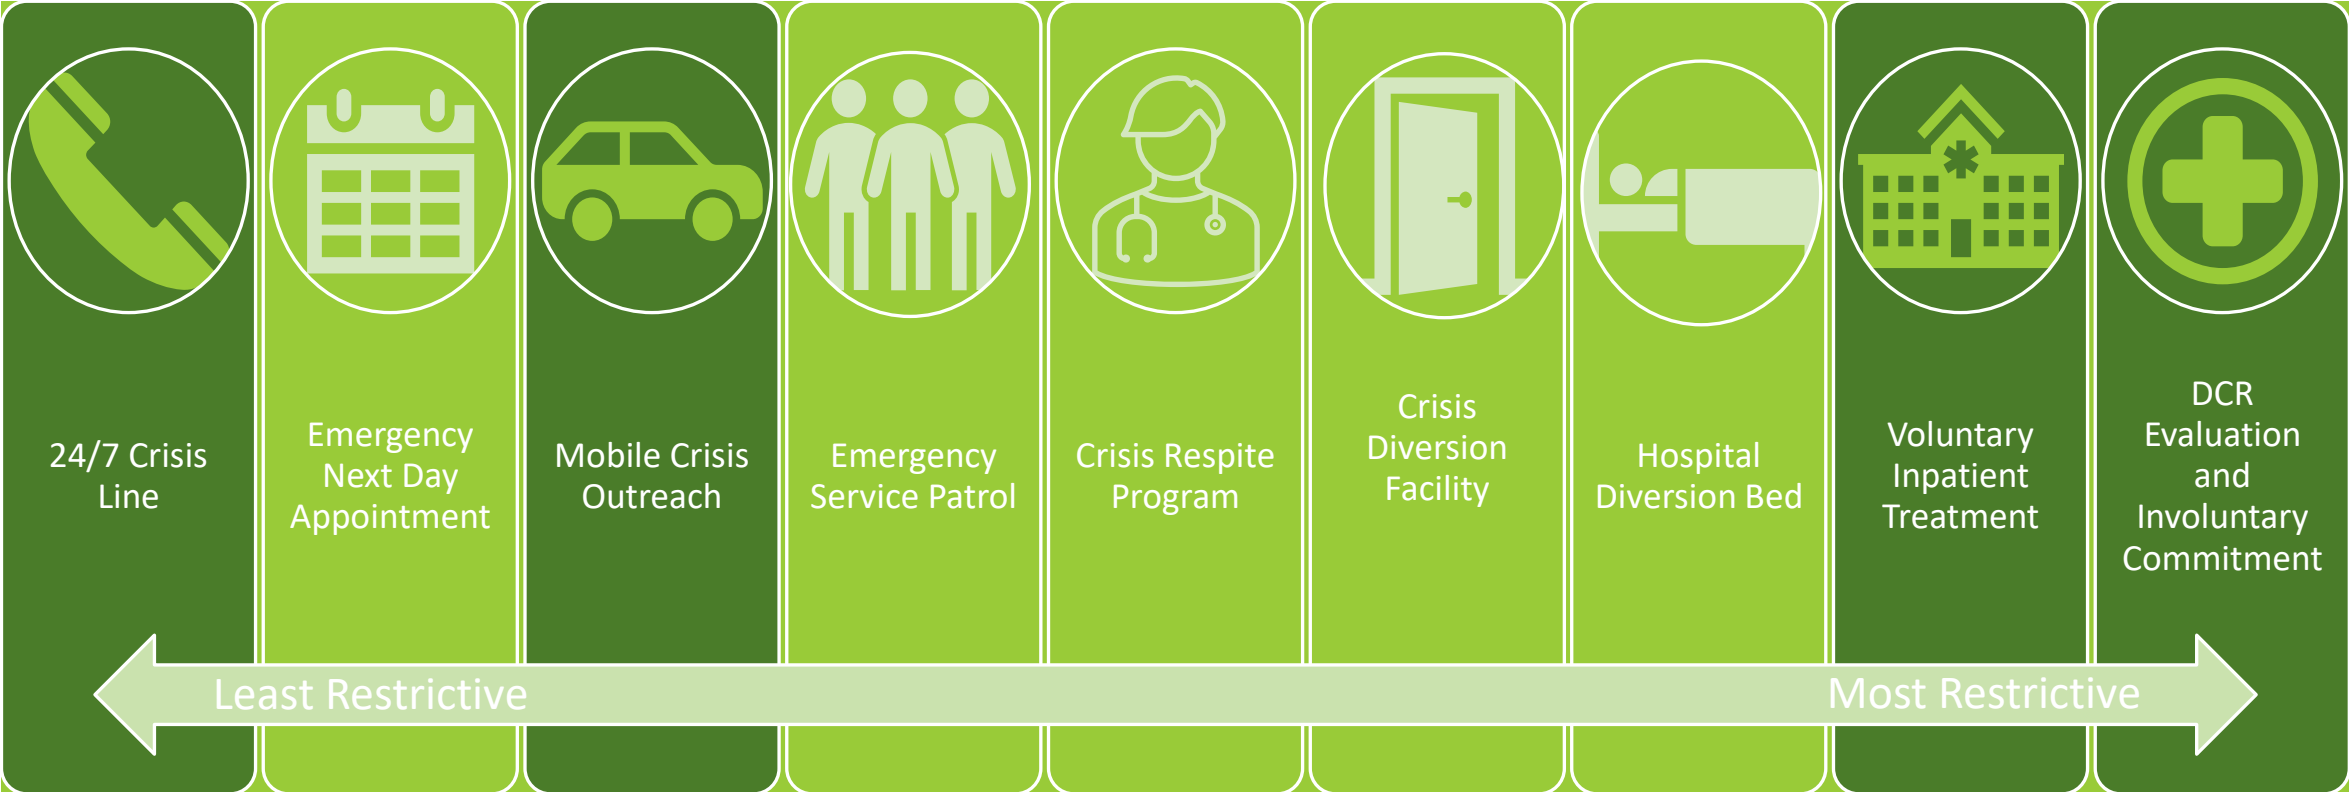 24/7 Crisis
Line
Emergency
Next Day
Appointment
Mobile Crisis
Outreach
Emergency
Service Patrol
Crisis Respite
Program
Crisis
Diversion
Facility
Hospital
Diversion Bed
Voluntary
Inpatient
Treatment
DCR
Evaluation
and
Involuntary
Commitment
Least Restrictive
Most Restrictive